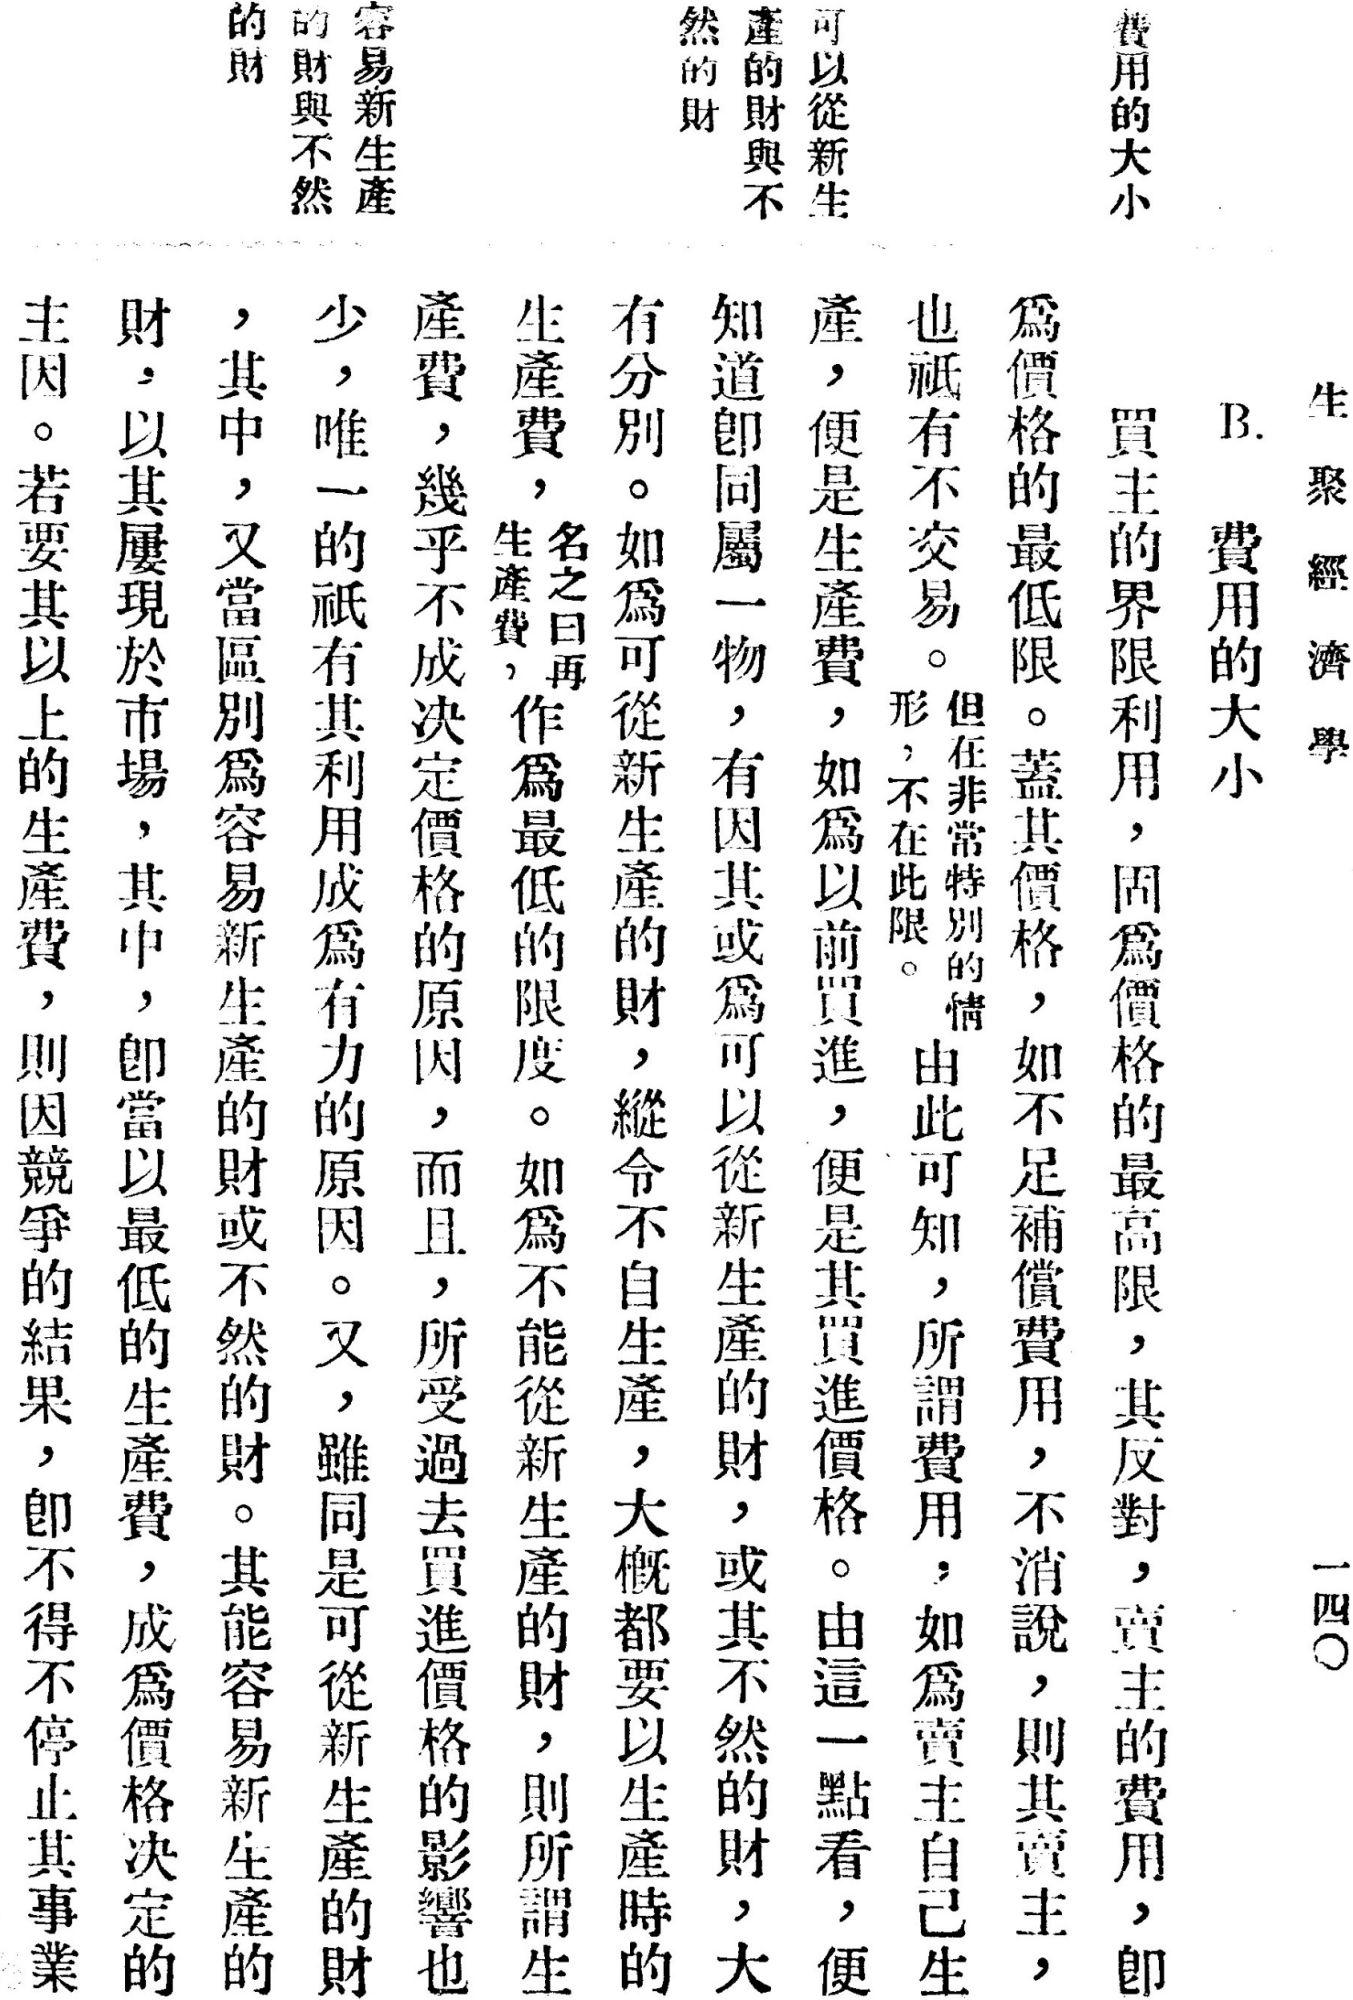 生聚經濟學
一四〇
費用的大小
可以從新生
產的財與不
然的財
容易新生產
的財與不然
的財
B. 費用的大小
買主的界限利用，固爲價格的最高限，其反對，賣主的費用，卽
爲價格的最低限。蓋其價格，如不足補償費用，不消說，則其賣主，
也祇有不交易。但在非常特別的情形，不在此限。由此可知，所謂費用，如爲賣主自己生
產，便是生產費，如爲以前買進，便是其買進價格。由這一點看，便
知道卽同屬一物，有因其或爲可以從新生產的財，或其不然的財，大
有分別。如爲可從新生產的財，縱令不自生產，大概都要以生產時的
生產費，名之曰再生產費，作爲最低的限度。如爲不能從新生產的財，則所謂生
產費，幾乎不成決定價格的原因，而且，所受過去買進價格的影響也
少，唯一的祇有其利用成爲有力的原因。又，雖同是可從新生產的財
，其中，又當區別爲容易新生產的財或不然的財。其能容易新生產的
財，以其屢現於市場，其中，卽當以最低的生產費，成爲價格決定的
主因。若要其以上的生產費，則因競爭的結果，卽不得不停止其事業